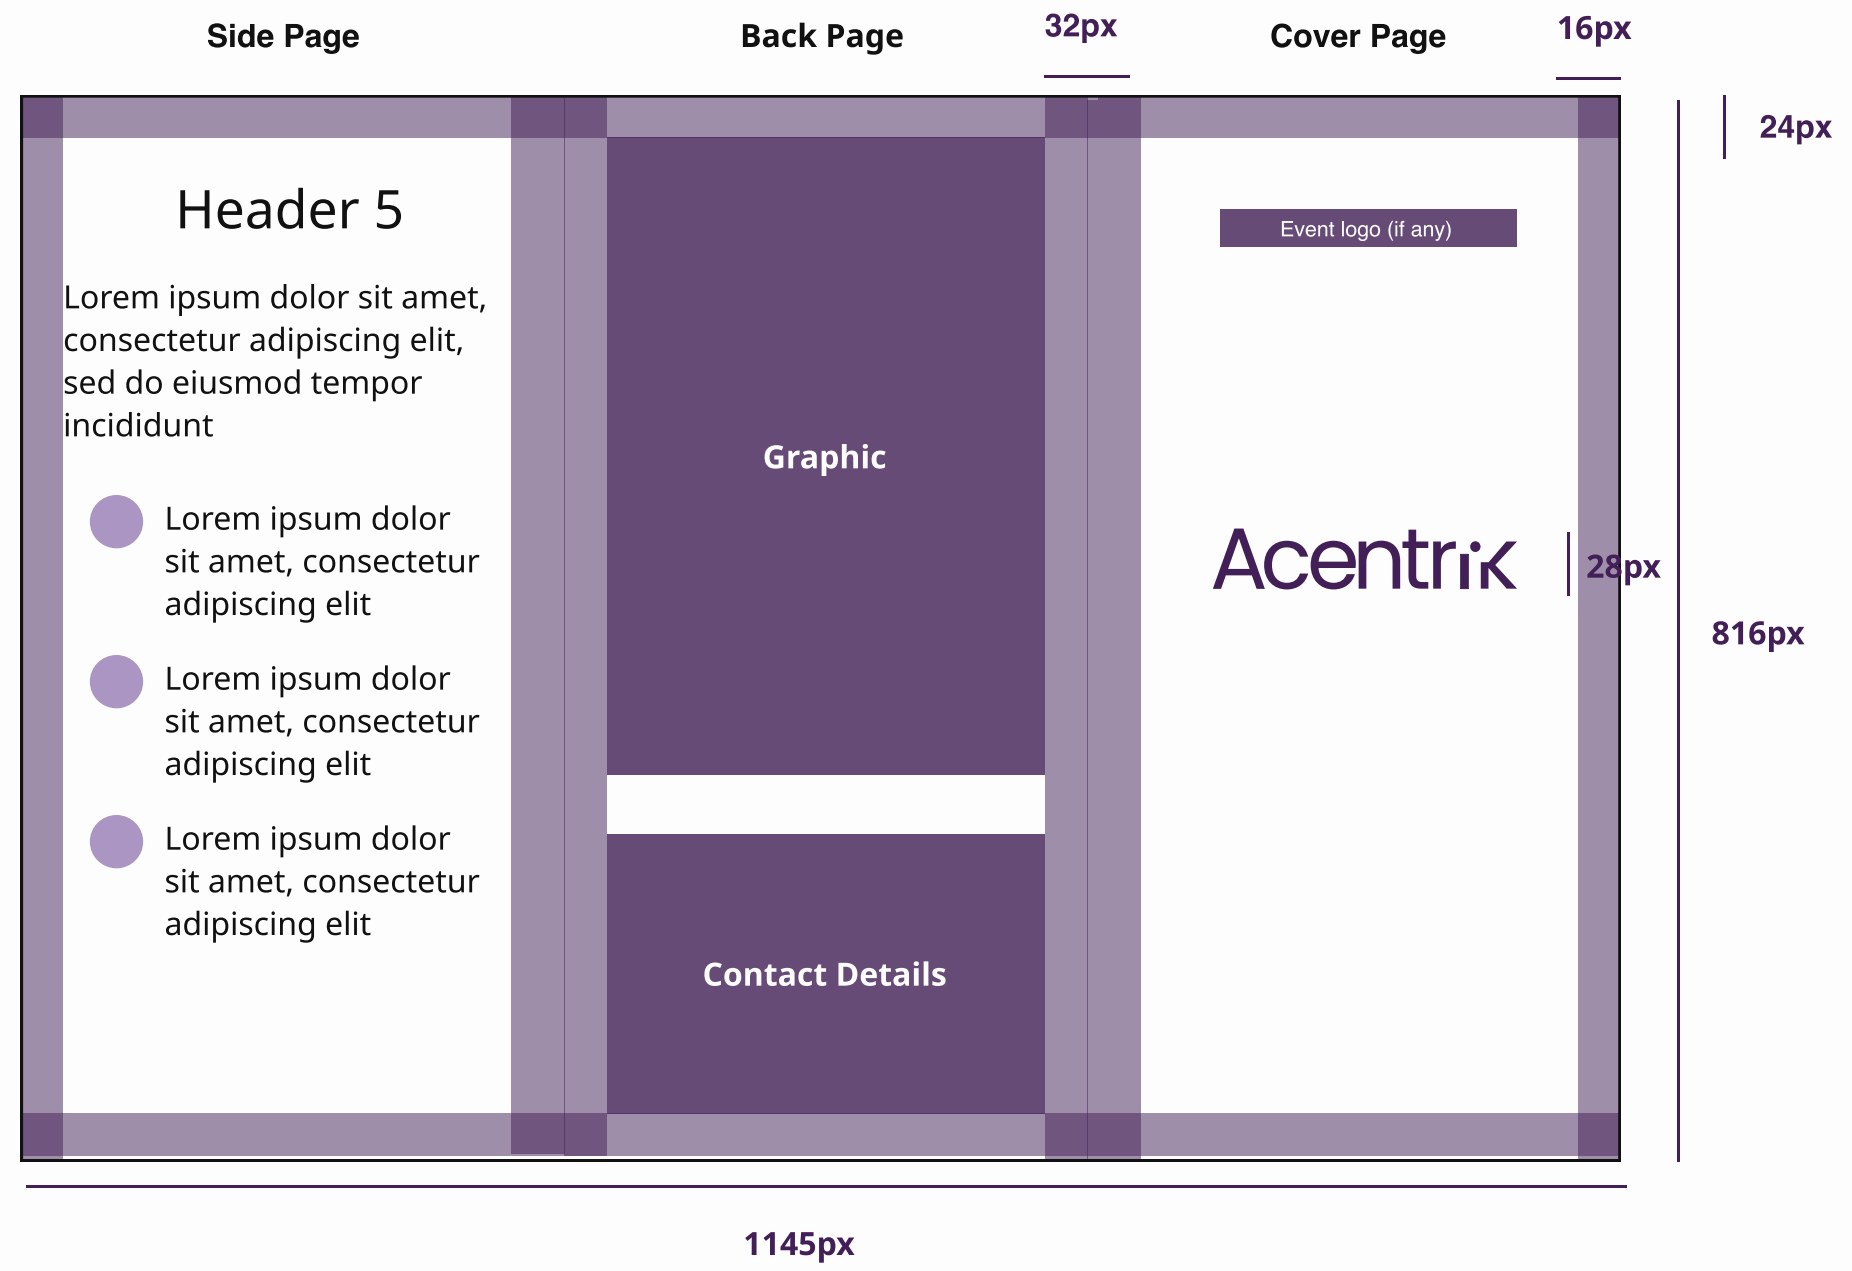 Side Page
Back Page
32px
Cover Page
16px
24px
Header 5
Lorem ipsum dolor sit amet,
consectetur adipiscing elit,
sed do eiusmod tempor
incididunt
Lorem ipsum dolor
sit amet, consectetur
adipiscing elit
Lorem ipsum dolor
sit amet, consectetur
adipiscing elit
Lorem ipsum dolor
sit amet, consectetur
adipiscing elit
Graphic
Contact Details
Event logo (if any)
Acentrik
28px
816px
1145px